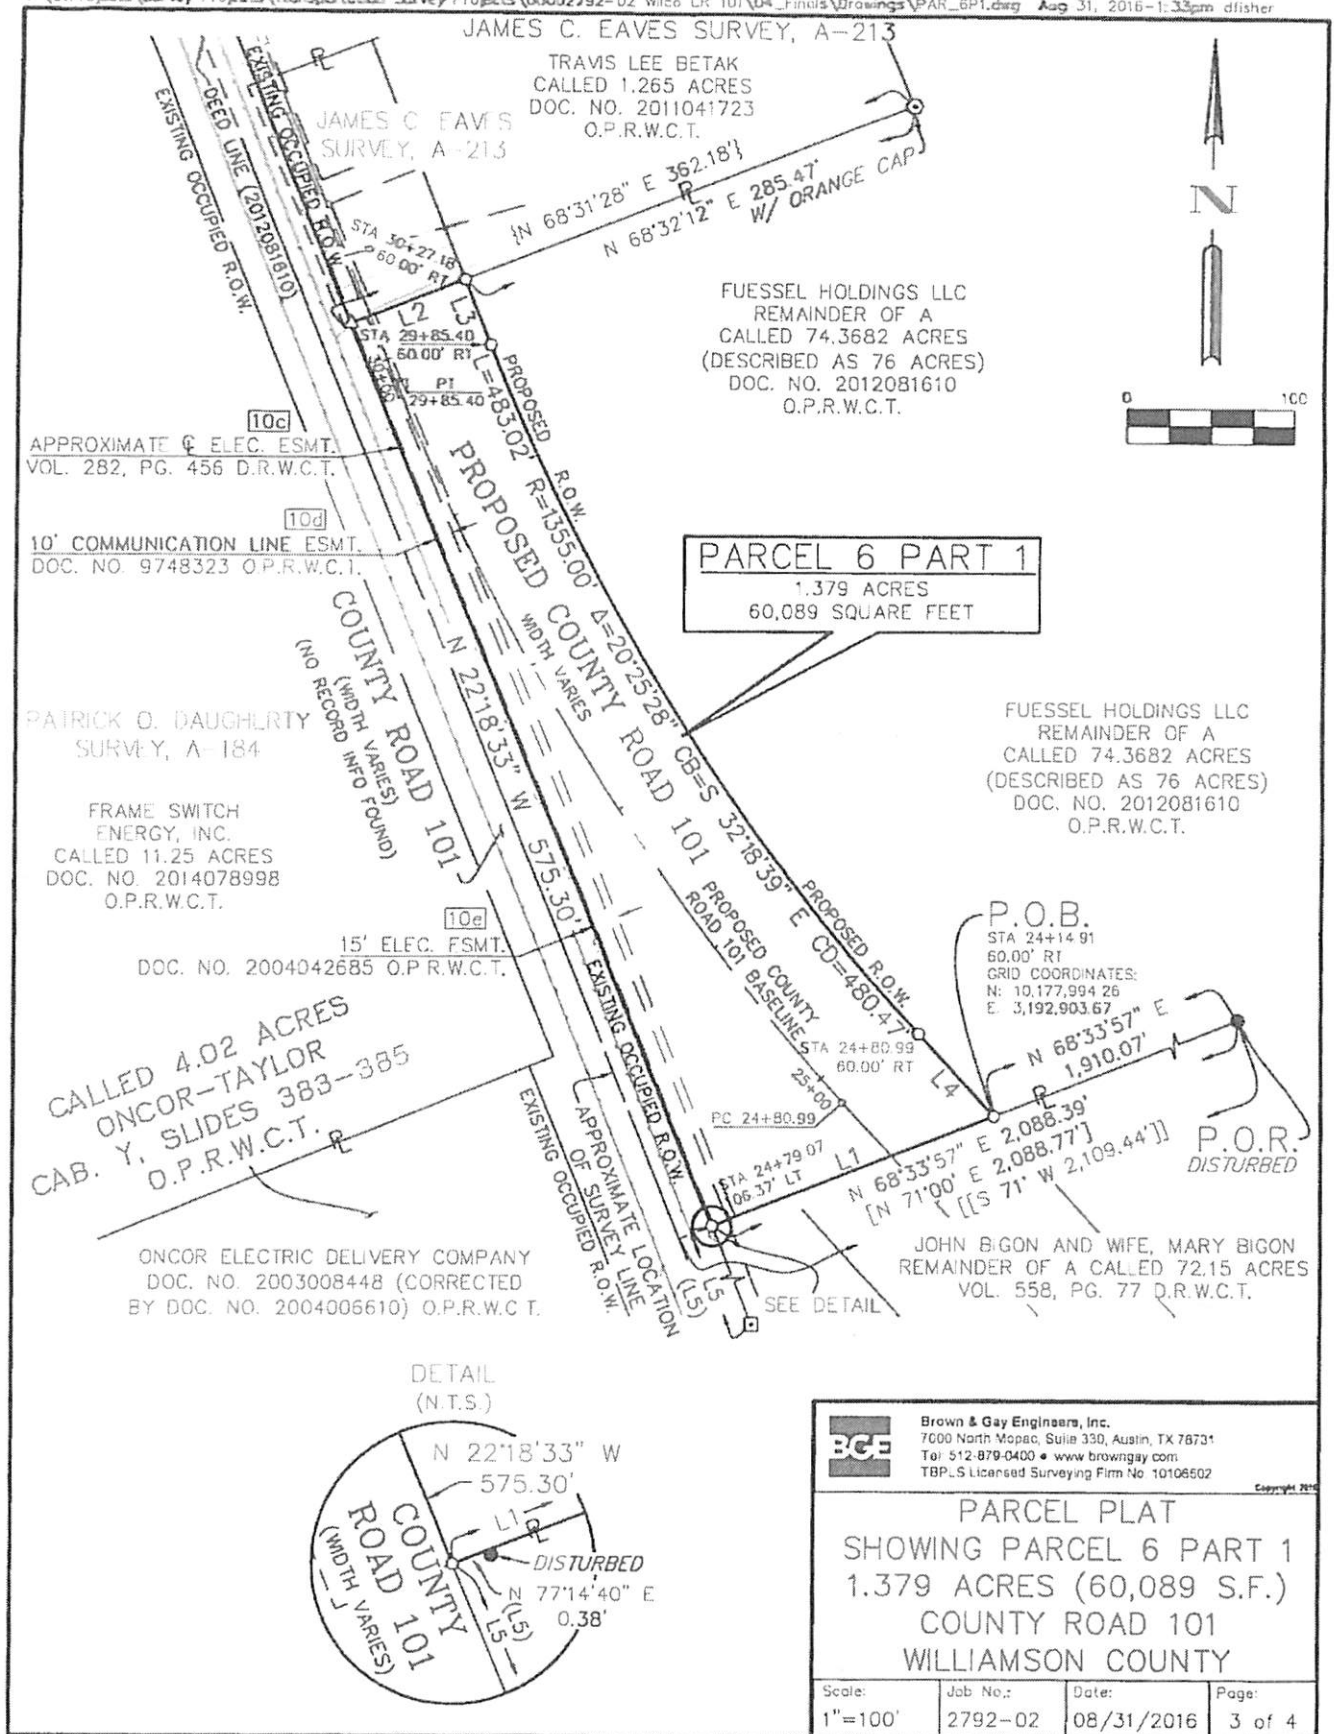 Aug 31, 2016-1:33pm dfisher
JAMES C. EAVES SURVEY, A-213
TRAVIS LEE BETAK
CALLED 1.265 ACRES
DOC. NO. 2011041723
O.P.R.W.C.T.
JAMES C EAVES
SURVEY, A-213
EXISTING OCCUPIED R.O.W.
DEED LINE (2012081610)
EXISTING OCCUPIED R.O.W.
{N 68°31'28" E 362.18'}
N 68°32'12" E 285.47'
W/ ORANGE CAP
N
STA 30+27.18
60.00' RT
L2
L3
STA 29+85.40
60.00' RT
30+00
PI
29+85.40
FUESSEL HOLDINGS LLC
REMAINDER OF A
CALLED 74.3682 ACRES
(DESCRIBED AS 76 ACRES)
DOC. NO. 2012081610
O.P.R.W.C.T.
0 100
10c
APPROXIMATE ℄ ELEC. ESMT.
VOL. 282, PG. 456 D.R.W.C.T.
10d
10' COMMUNICATION LINE ESMT.
DOC. NO. 9748323 O.P.R.W.C.T.
PROPOSED R.O.W.
L=483.02' R=1355.00' Δ=20°25'28" CB=S 32°18'39" E CD=480.47'
PROPOSED COUNTY ROAD 101
WIDTH VARIES
PARCEL 6 PART 1
1.379 ACRES
60,089 SQUARE FEET
COUNTY ROAD 101
(WIDTH VARIES)
(NO RECORD INFO FOUND)
N 22°18'33" W 575.30'
PATRICK O. DAUGHERTY
SURVEY, A-184
FRAME SWITCH
ENERGY, INC.
CALLED 11.25 ACRES
DOC. NO. 2014078998
O.P.R.W.C.T.
FUESSEL HOLDINGS LLC
REMAINDER OF A
CALLED 74.3682 ACRES
(DESCRIBED AS 76 ACRES)
DOC. NO. 2012081610
O.P.R.W.C.T.
10e
15' ELEC. ESMT.
DOC. NO. 2004042685 O.P.R.W.C.T.
PROPOSED R.O.W.
PROPOSED COUNTY
ROAD 101 BASELINE
P.O.B.
STA 24+14.91
60.00' RT
GRID COORDINATES:
N: 10,177,994.26
E: 3,192,903.67
STA 24+80.99
60.00' RT
L4
25+00
PC 24+80.99
N 68°33'57" E
1,910.07'
P.O.R.
DISTURBED
CALLED 4.02 ACRES
ONCOR-TAYLOR
CAB. Y, SLIDES 383-385
O.P.R.W.C.T.
EXISTING OCCUPIED R.O.W.
APPROXIMATE LOCATION
OF SURVEY LINE
EXISTING OCCUPIED R.O.W.
STA 24+79.07
106.37' LT
L1
N 68°33'57" E 2,088.39'
[N 71°00' E 2,088.77']
[[S 71° W 2,109.44']]
L5
(L5)
SEE DETAIL
JOHN BIGON AND WIFE, MARY BIGON
REMAINDER OF A CALLED 72.15 ACRES
VOL. 558, PG. 77 D.R.W.C.T.
ONCOR ELECTRIC DELIVERY COMPANY
DOC. NO. 2003008448 (CORRECTED
BY DOC. NO. 2004006610) O.P.R.W.C.T.
DETAIL
(N.T.S.)
N 22°18'33" W
575.30'
L1
COUNTY
ROAD 101
(WIDTH VARIES)
DISTURBED
N 77°14'40" E
0.38'
(L5)
L5
BGE
Brown & Gay Engineers, Inc.
7000 North Mopac, Suite 330, Austin, TX 78731
Tel: 512-879-0400 • www.browngay.com
TBPLS Licensed Surveying Firm No. 10106502
PARCEL PLAT
SHOWING PARCEL 6 PART 1
1.379 ACRES (60,089 S.F.)
COUNTY ROAD 101
WILLIAMSON COUNTY
Scale:
1"=100'
Job No.:
2792-02
Date:
08/31/2016
Page:
3 of 4